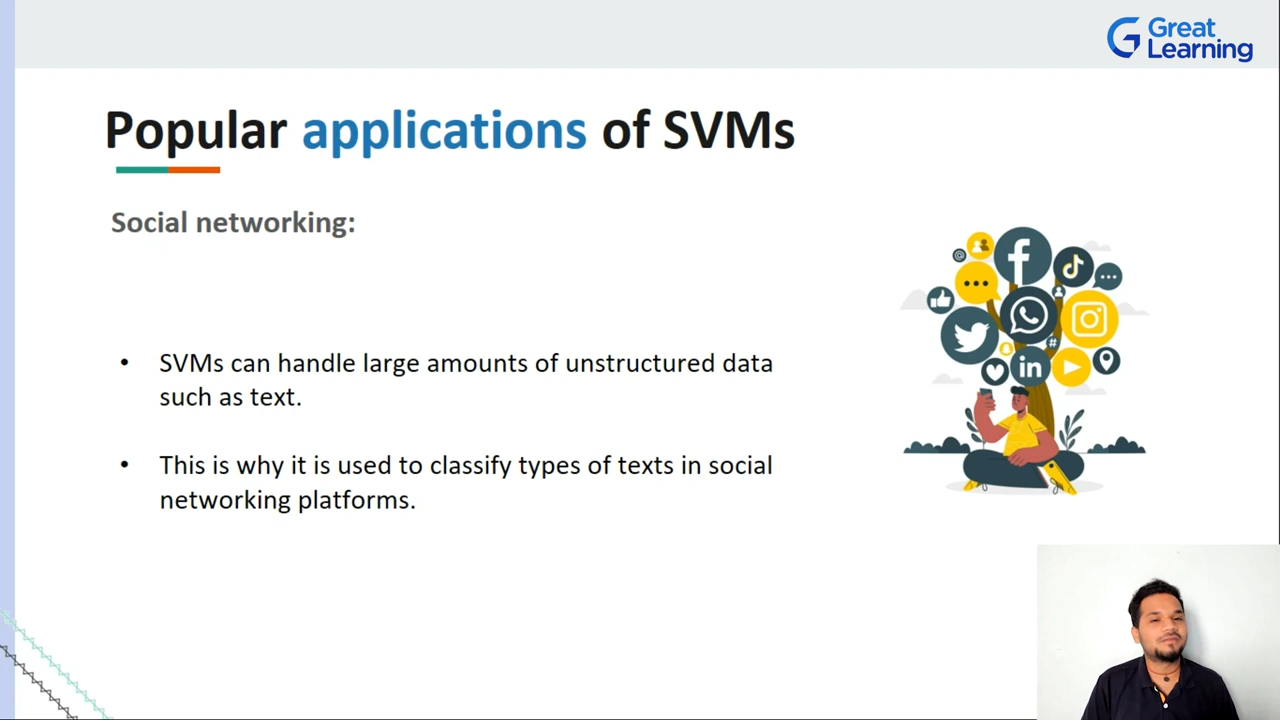 Great
Learning
Popular applications of SVMs
Social networking:
• SVMs can handle large amounts of unstructured data
such as text.
• This is why it is used to classify types of texts in social
networking platforms.
@
#
in